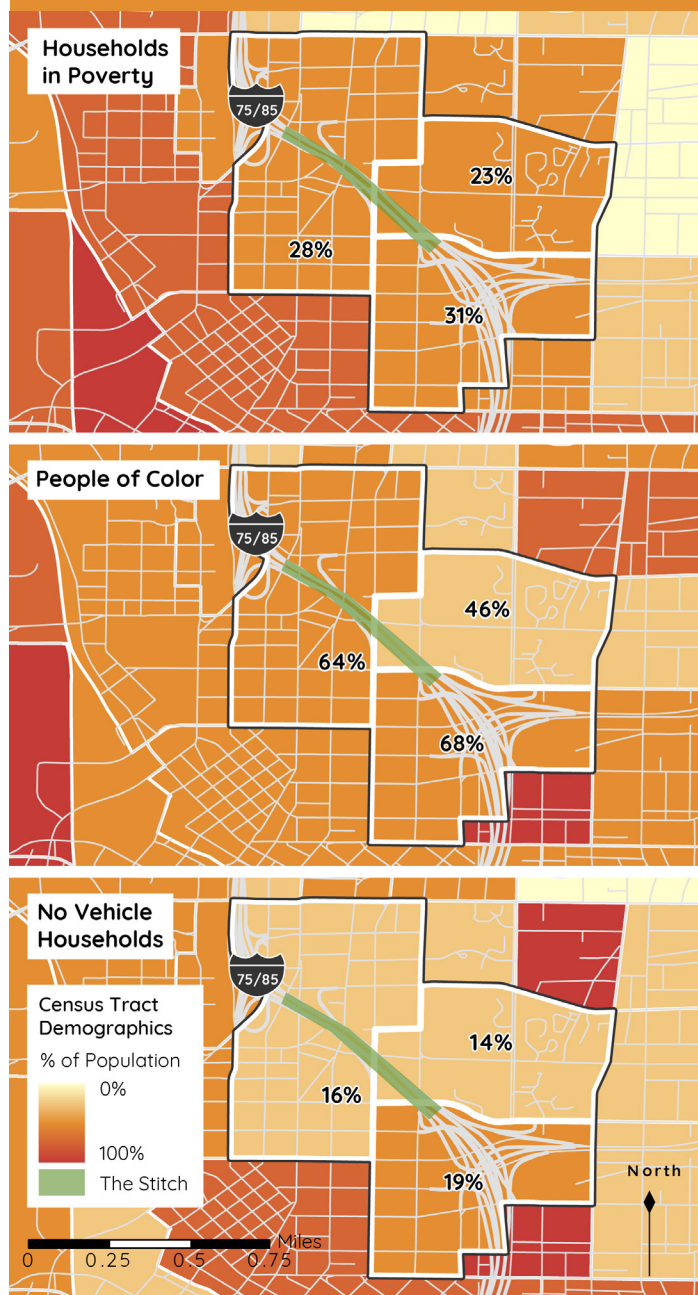 Households
in Poverty
75/85
23%
28%
31%
People of Color
75/85
46%
64%
68%
No Vehicle
Households
75/85
Census Tract
Demographics
% of Population
0%
100%
The Stitch
14%
16%
19%
North
Miles
0 0.25 0.5 0.75